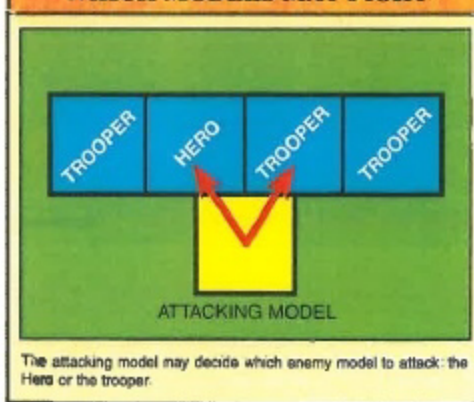 TROOPER
HERO
TROOPER
TROOPER
ATTACKING MODEL
The attacking model may decide which enemy model to attack: the
Hero or the trooper.